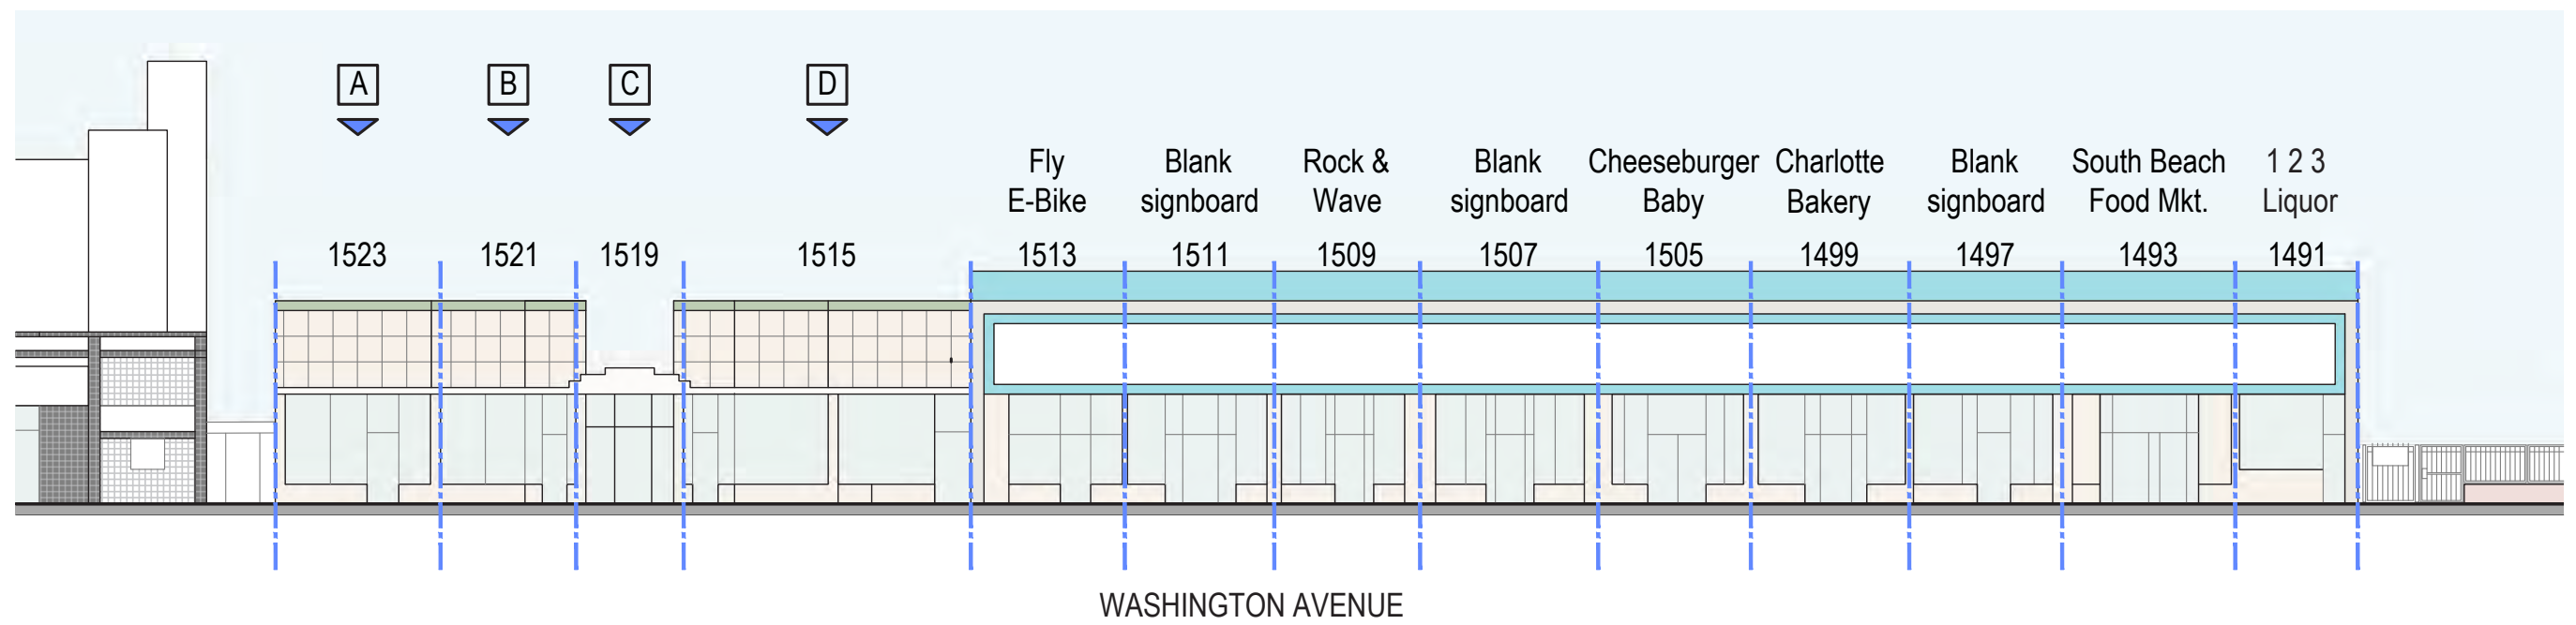 A B C D
Fly Blank Rock & Blank Cheeseburger Charlotte Blank South Beach 1 2 3
E-Bike signboard Wave signboard Baby Bakery signboard Food Mkt. Liquor
1523 1521 1519 1515 1513 1511 1509 1507 1505 1499 1497 1493 1491
WASHINGTON AVENUE